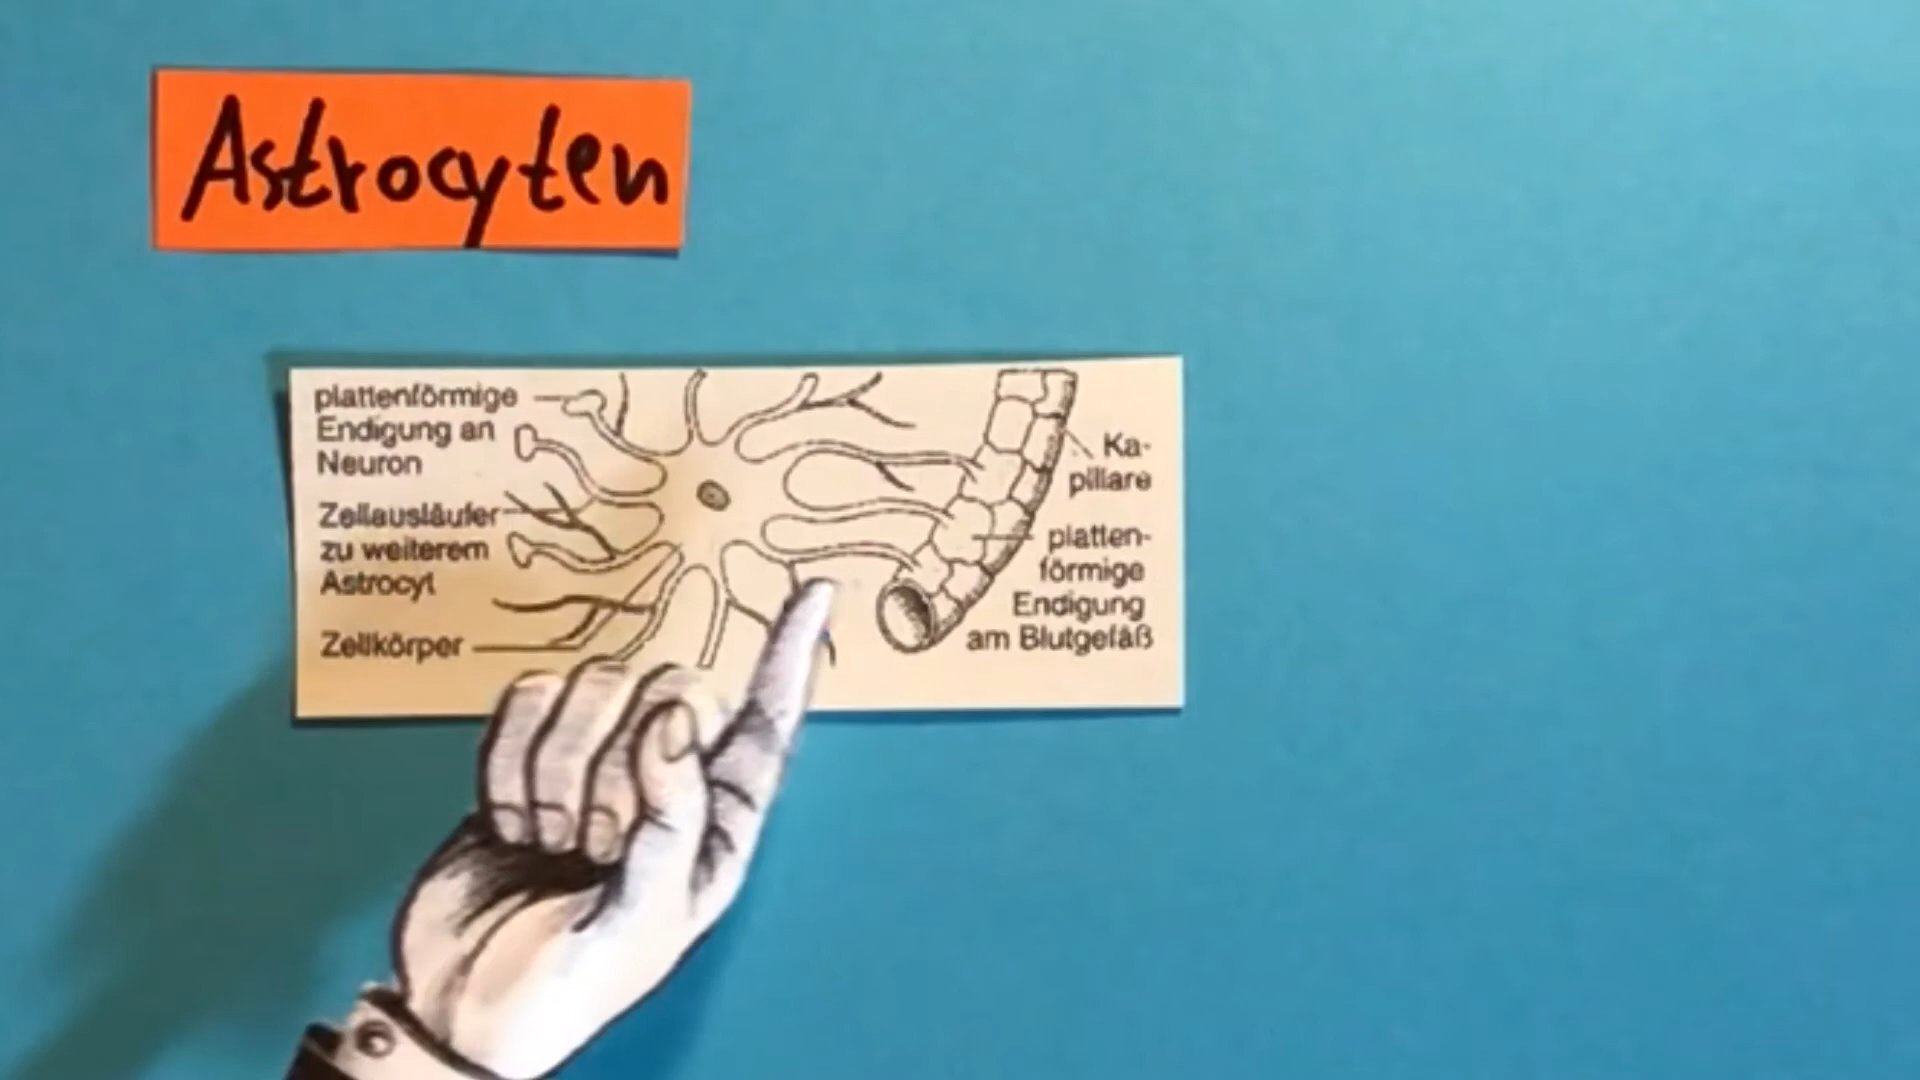 Astrocyten
plattenförmige
Endigung an
Neuron
Zellausläufer
zu weiterem
Astrocyt
Zellkörper
Ka-
pillare
platten-
förmige
Endigung
am Blutgefäß